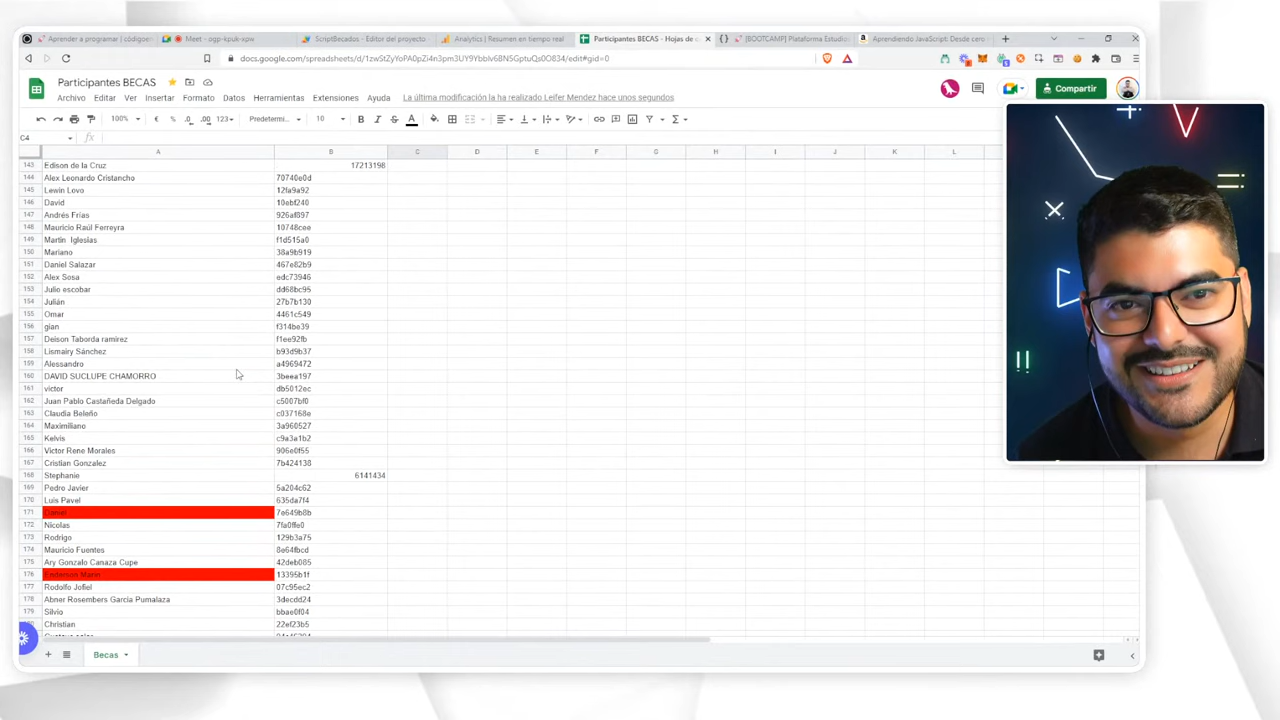 Aprender a programar | códigoen
Meet - ogp-kpuk-xpw
ScriptBecados - Editor del proyecto
Analytics | Resumen en tiempo real
Participantes BECAS - Hojas de c
[BOOTCAMP] Plataforma Estudio
Aprendiendo JavaScript: Desde cero
docs.google.com/spreadsheets/d/1zwStZyYoPA0pZi4n3pm3UY9Ybblv6BNSGptuQs0O834/edit#gid=0
Participantes BECAS
Archivo Editar Ver Insertar Formato Datos Herramientas Extensiones Ayuda
La última modificación la ha realizado Leifer Mendez hace unos segundos
Compartir
100% € % .0 .00 123 Predetermi... 10 B I S A
C4 fx
A B C D E F G H I J K L
143 Edison de la Cruz 17213198
144 Alex Leonardo Cristancho 70740e0d
145 Lewin Lovo 12fa9a92
146 David 10ebf240
147 Andrés Frías 926af897
148 Mauricio Raúl Ferreyra 10748cee
149 Martin Iglesias f1d515a0
150 Mariano 38a9b919
151 Daniel Salazar 467e82b9
152 Alex Sosa edc73946
153 Julio escobar dd68bc95
154 Julián 27b7b130
155 Omar 4461c549
156 gian f314be39
157 Deison Taborda ramirez f1ee92fb
158 Lismairy Sánchez b93d9b37
159 Alessandro a4969472
160 DAVID SUCLUPE CHAMORRO 3beea197
161 victor db5012ec
162 Juan Pablo Castañeda Delgado c5007bf0
163 Claudia Beleño c037168e
164 Maximiliano 3a960527
165 Kelvis c9a3a1b2
166 Victor Rene Morales 906e0f55
167 Cristian Gonzalez 7b424138
168 Stephanie 6141434
169 Pedro Javier 5a204c62
170 Luis Pavel 635da7f4
171 Daniel 7e649b8b
172 Nicolas 7fa0ffe0
173 Rodrigo 129b3a75
174 Mauricio Fuentes 8e64fbcd
175 Ary Gonzalo Canaza Cupe 42deb085
176 Enderson Marin 13395b1f
177 Rodolfo Jofiel 07c95ec2
178 Abner Rosembers Garcia Pumalaza 3decdd24
179 Silvio bbae0f04
Christian 22ef23b5
Becas